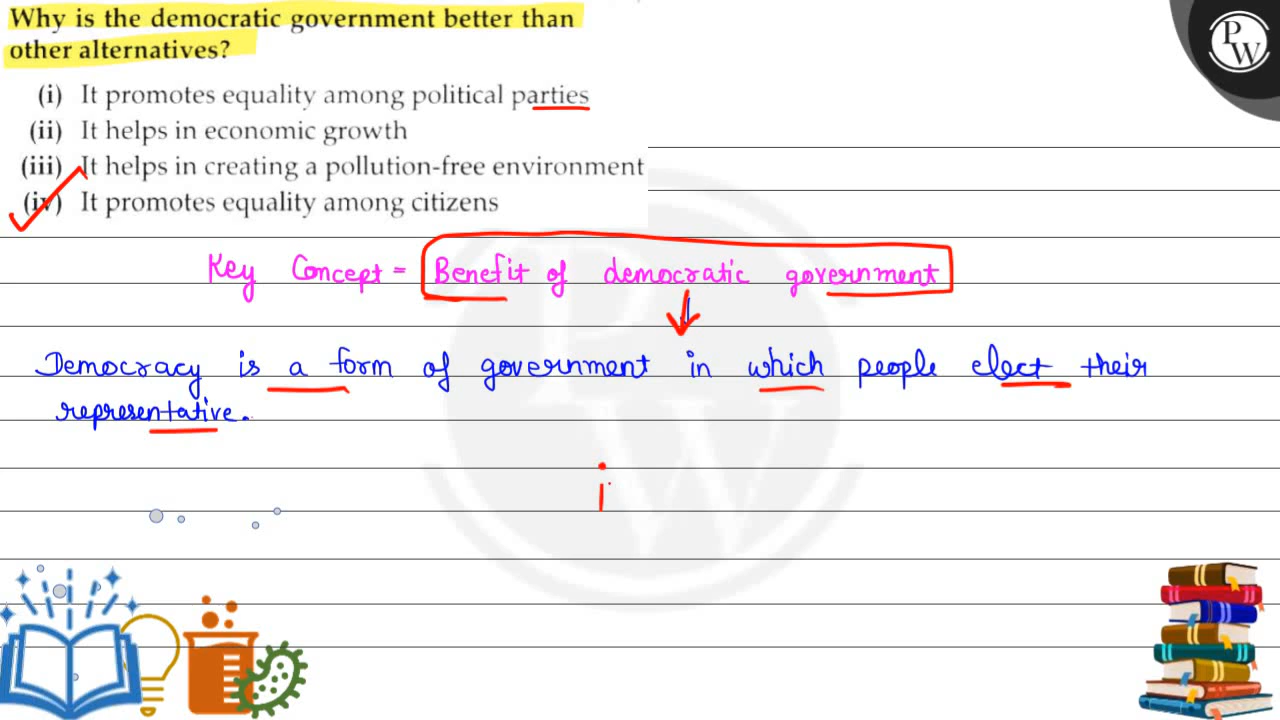 Why is the democratic government better than
other alternatives?
(i) It promotes equality among political parties
(ii) It helps in economic growth
(iii) It helps in creating a pollution-free environment
(iv) It promotes equality among citizens
Key Concept = Benefit of democratic government
Democracy is a form of government in which people elect their
representative.
i
PW
PW